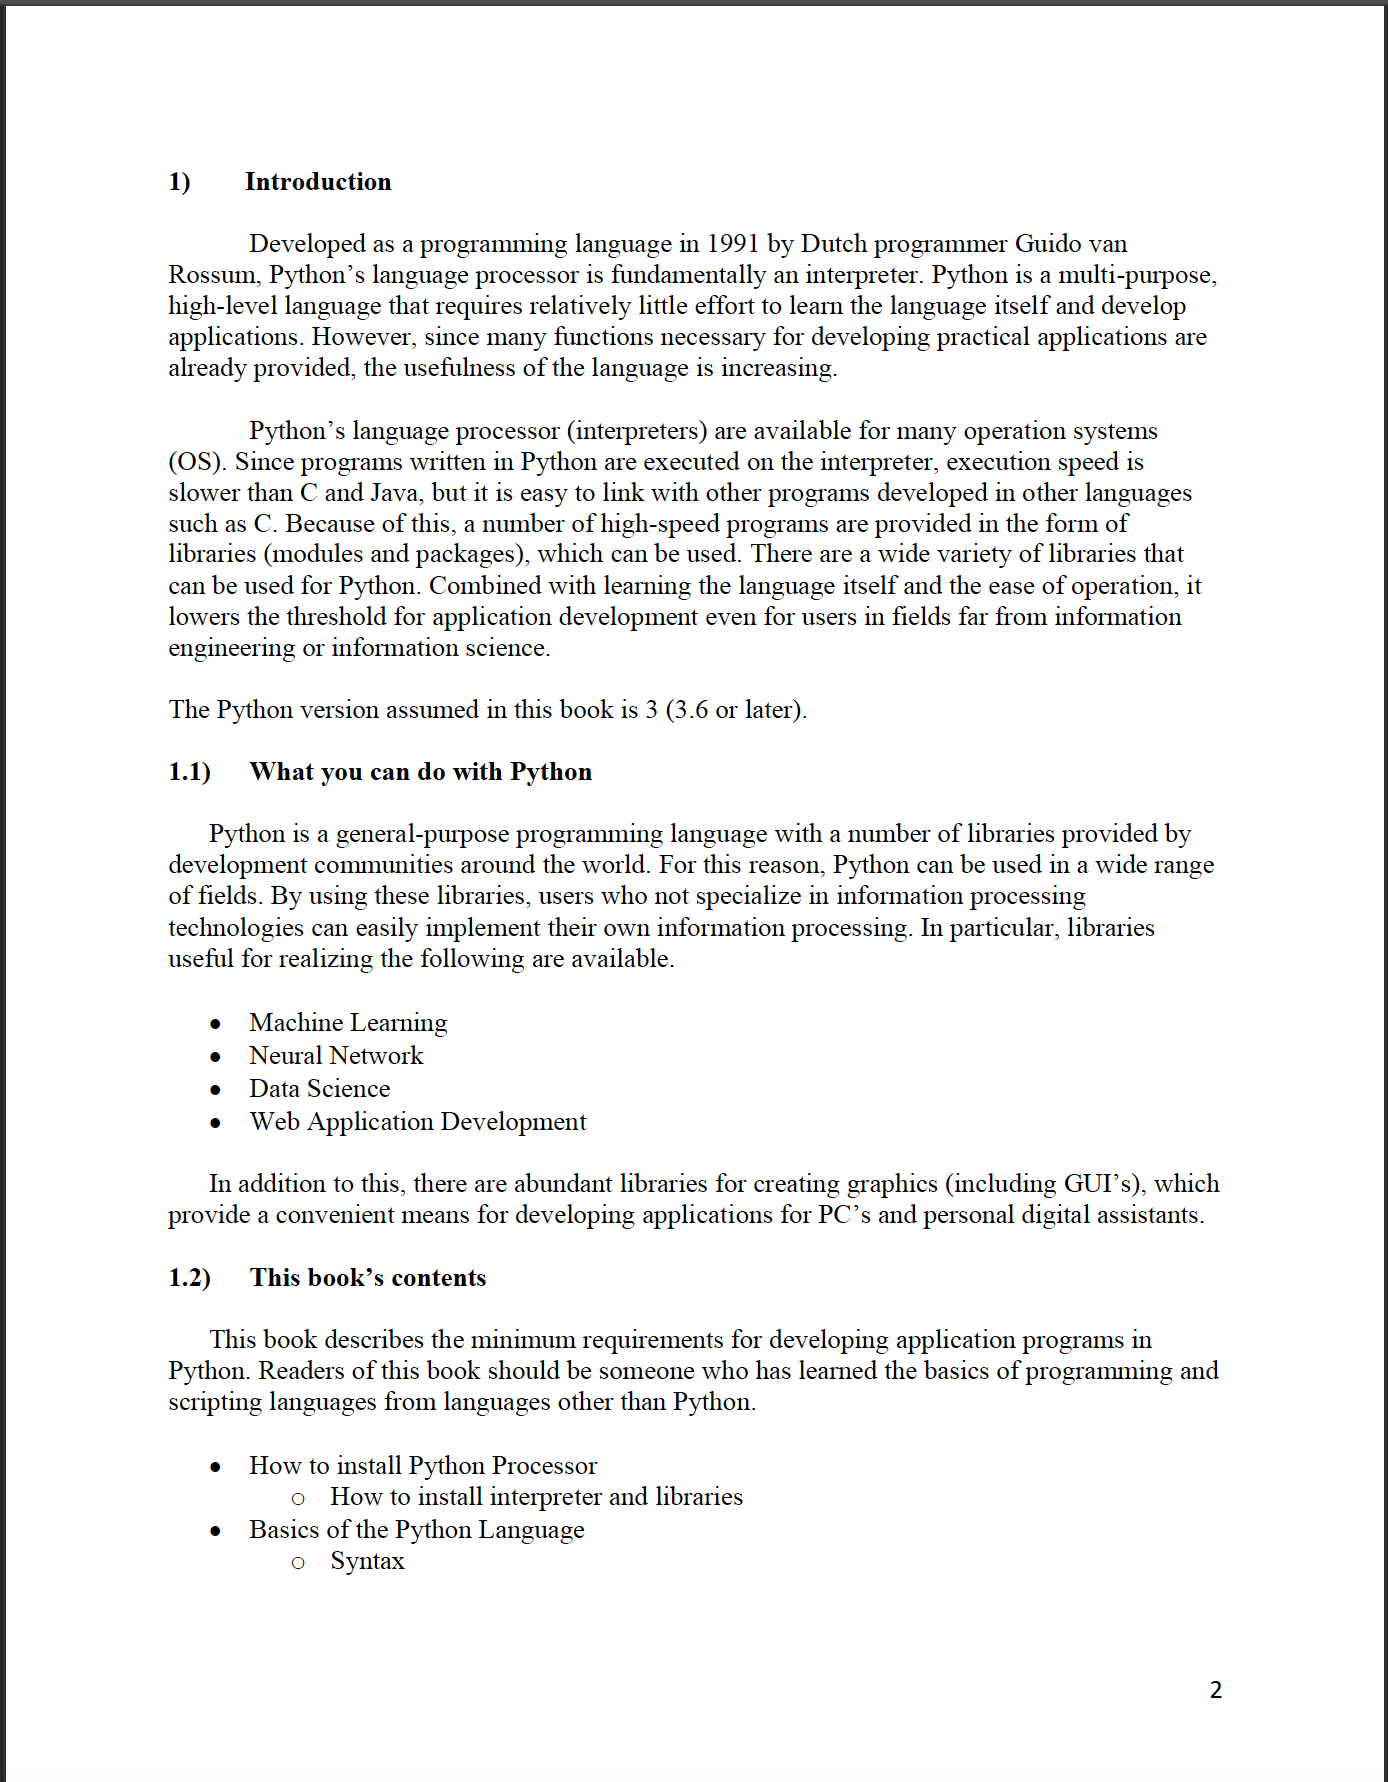 1) Introduction
Developed as a programming language in 1991 by Dutch programmer Guido van
Rossum, Python’s language processor is fundamentally an interpreter. Python is a multi-purpose,
high-level language that requires relatively little effort to learn the language itself and develop
applications. However, since many functions necessary for developing practical applications are
already provided, the usefulness of the language is increasing.
Python’s language processor (interpreters) are available for many operation systems
(OS). Since programs written in Python are executed on the interpreter, execution speed is
slower than C and Java, but it is easy to link with other programs developed in other languages
such as C. Because of this, a number of high-speed programs are provided in the form of
libraries (modules and packages), which can be used. There are a wide variety of libraries that
can be used for Python. Combined with learning the language itself and the ease of operation, it
lowers the threshold for application development even for users in fields far from information
engineering or information science.
The Python version assumed in this book is 3 (3.6 or later).
1.1) What you can do with Python
Python is a general-purpose programming language with a number of libraries provided by
development communities around the world. For this reason, Python can be used in a wide range
of fields. By using these libraries, users who not specialize in information processing
technologies can easily implement their own information processing. In particular, libraries
useful for realizing the following are available.
● Machine Learning
● Neural Network
● Data Science
● Web Application Development
In addition to this, there are abundant libraries for creating graphics (including GUI’s), which
provide a convenient means for developing applications for PC’s and personal digital assistants.
1.2) This book’s contents
This book describes the minimum requirements for developing application programs in
Python. Readers of this book should be someone who has learned the basics of programming and
scripting languages from languages other than Python.
● How to install Python Processor
○ How to install interpreter and libraries
● Basics of the Python Language
○ Syntax
2